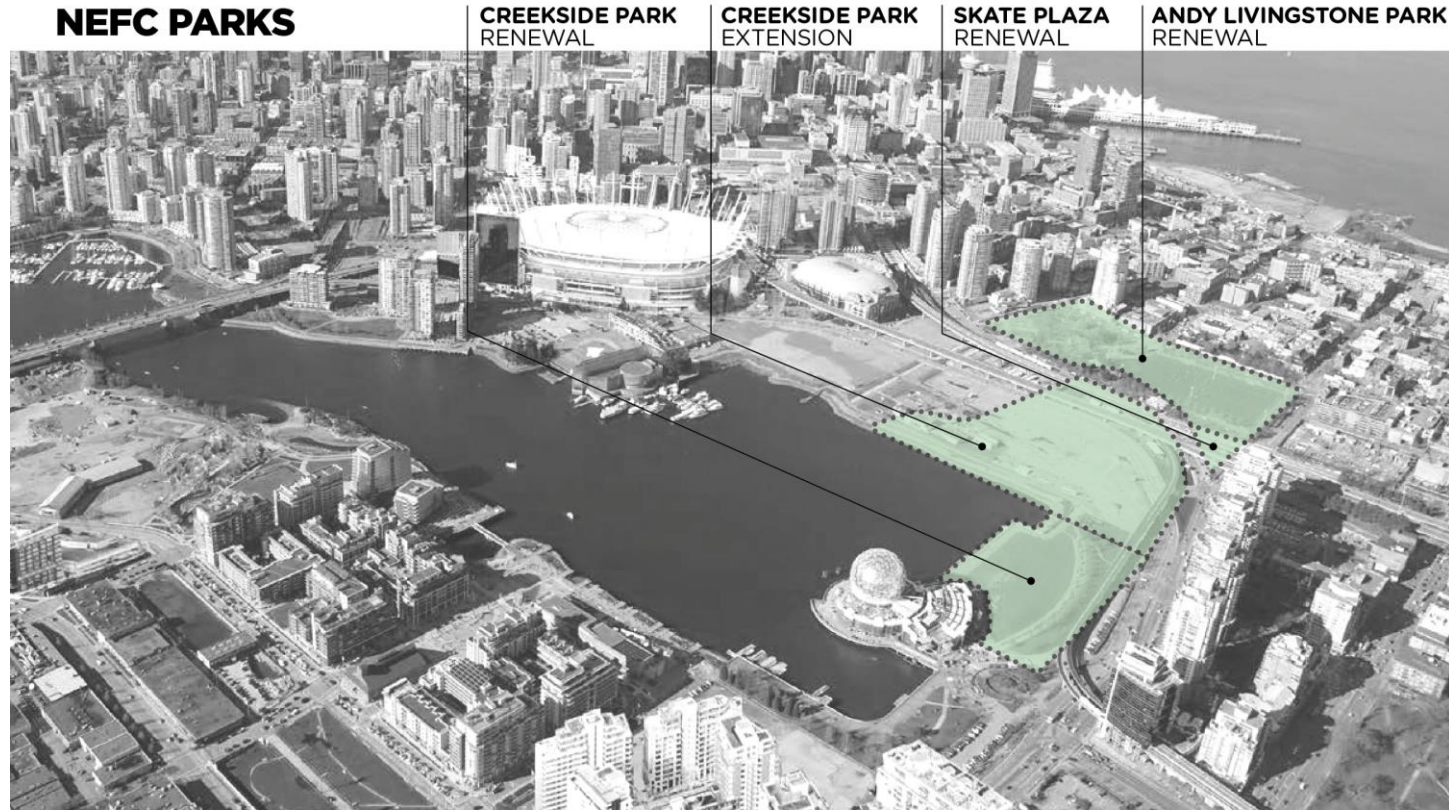 NEFC PARKS
CREEKSIDE PARK
RENEWAL
CREEKSIDE PARK
EXTENSION
SKATE PLAZA
RENEWAL
ANDY LIVINGSTONE PARK
RENEWAL